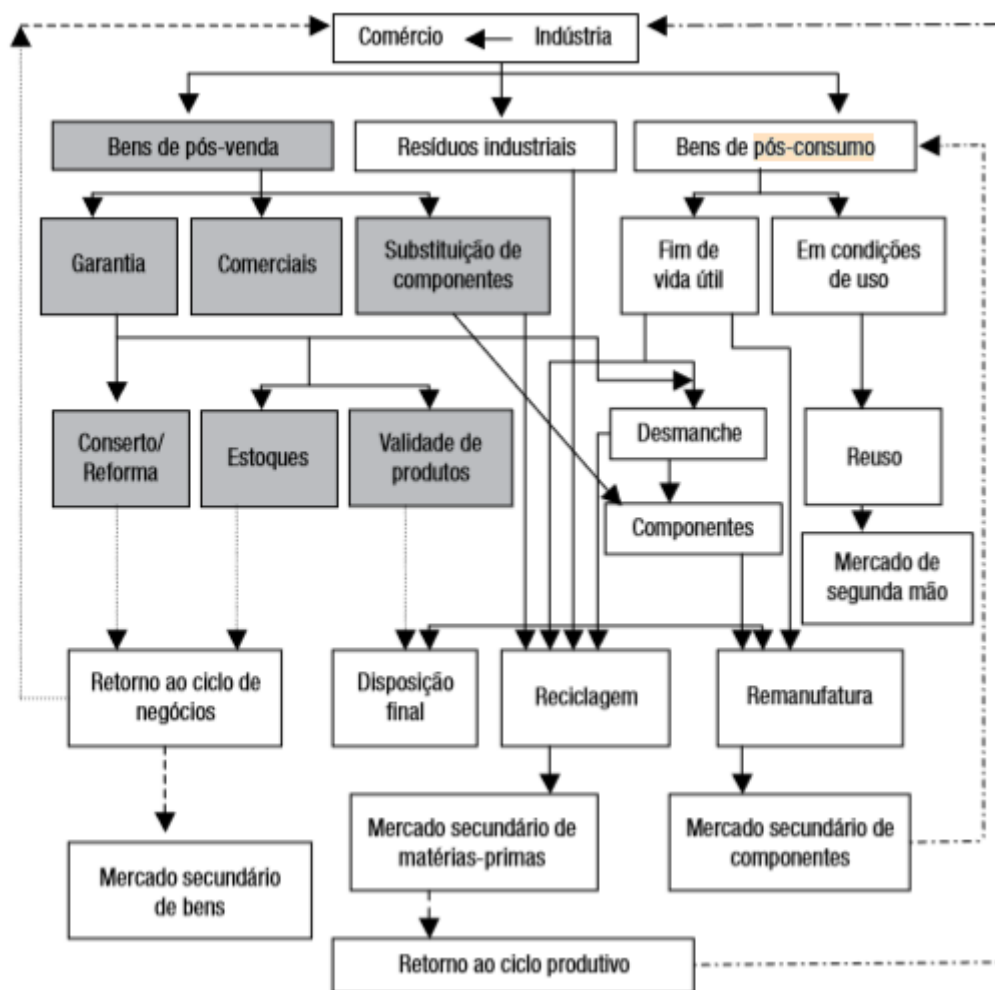 Comércio Indústria
Bens de pós-venda
Resíduos industriais
Bens de pós-consumo
Garantia
Comerciais
Substituição de
componentes
Fim de
vida útil
Em condições
de uso
Conserto/
Reforma
Estoques
Validade de
produtos
Desmanche
Reuso
Componentes
Mercado de
segunda mão
Retorno ao ciclo de
negócios
Disposição
final
Reciclagem
Remanufatura
Mercado secundário
de bens
Mercado secundário de
matérias-primas
Mercado secundário de
componentes
Retorno ao ciclo produtivo